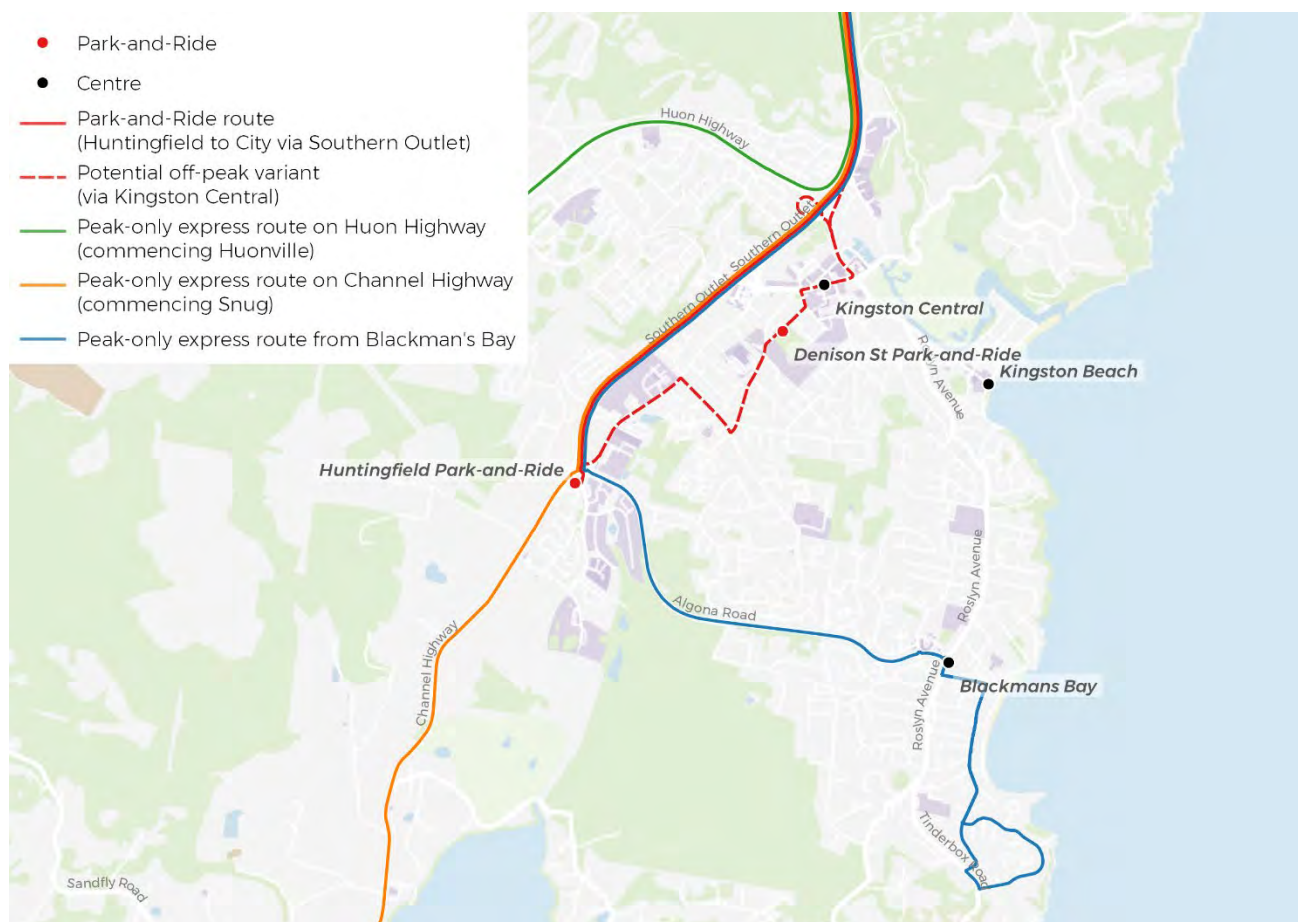 Park-and-Ride
Centre
Park-and-Ride route
(Huntingfield to City via Southern Outlet)
Potential off-peak variant
(via Kingston Central)
Peak-only express route on Huon Highway
(commencing Huonville)
Peak-only express route on Channel Highway
(commencing Snug)
Peak-only express route from Blackman's Bay
Huon Highway
Southern Outlet
Southern Outlet
Kingston Central
Denison St Park-and-Ride
Roslyn Avenue
Kingston Beach
Huntingfield Park-and-Ride
Roslyn Avenue
Algona Road
Channel Highway
Roslyn Avenue
Blackmans Bay
Tinderbox Road
Sandfly Road